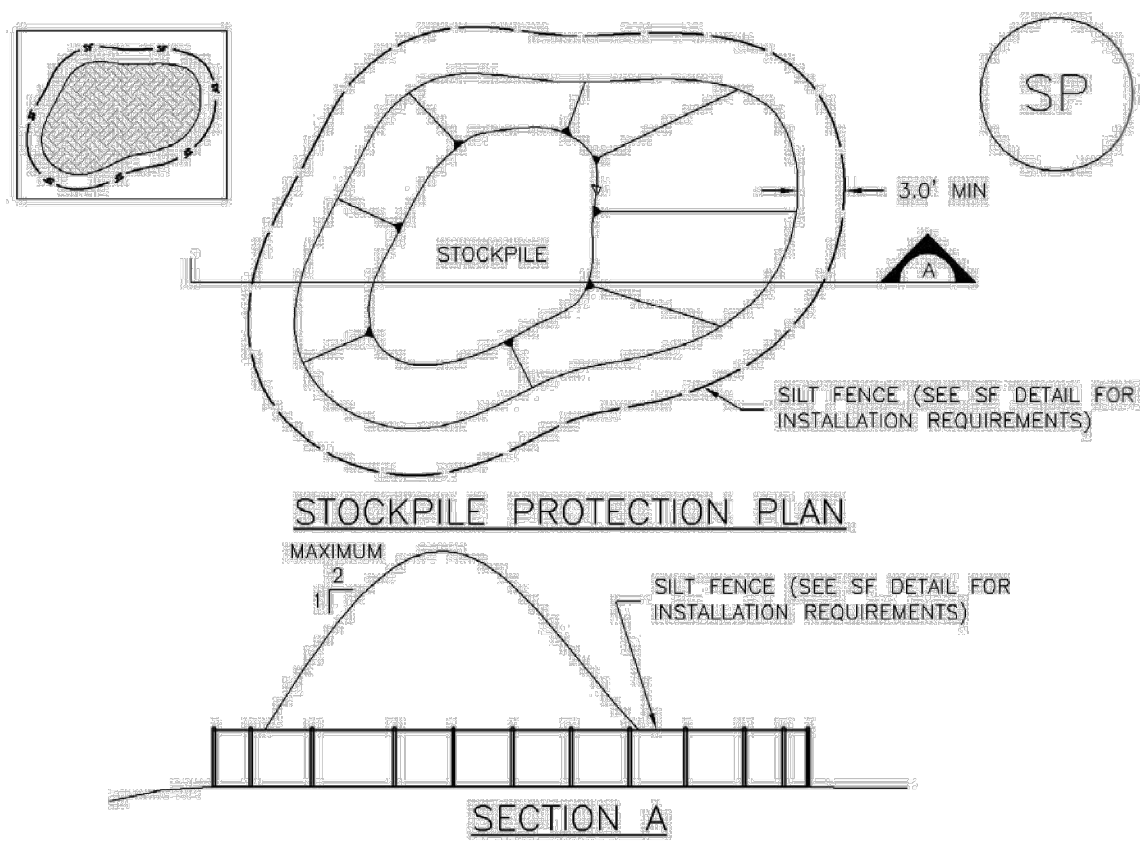 SP
3.0' MIN
STOCKPILE
A
SILT FENCE (SEE SF DETAIL FOR
INSTALLATION REQUIREMENTS)
STOCKPILE PROTECTION PLAN
MAXIMUM
2
1
SILT FENCE (SEE SF DETAIL FOR
INSTALLATION REQUIREMENTS)
SECTION A